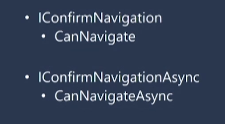 • IConfirmNavigation
• CanNavigate
• IConfirmNavigationAsync
• CanNavigateAsync